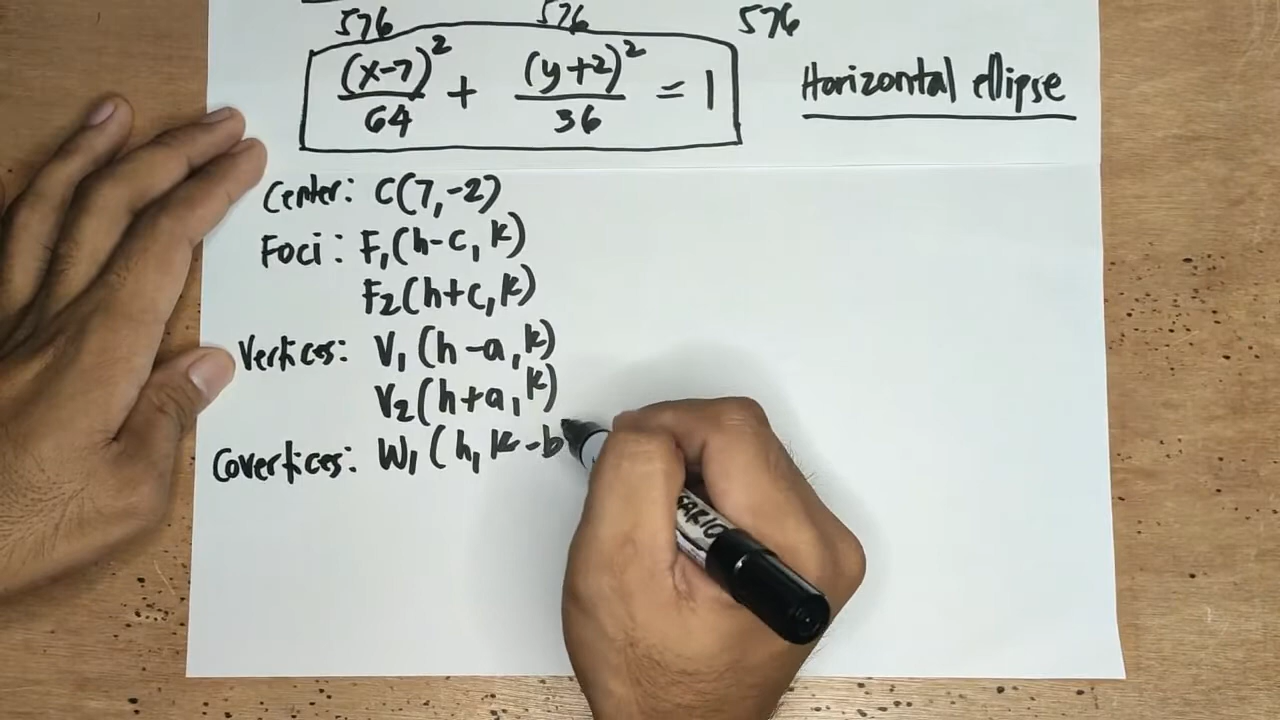 576 576 576
(x-7)² / 64 + (y+2)² / 36 = 1 Horizontal ellipse
Center: C(7,-2)
Foci: F₁(h-c, k)
F₂(h+c, k)
Vertices: V₁(h-a, k)
V₂(h+a, k)
Covertices: W₁(h, k-b